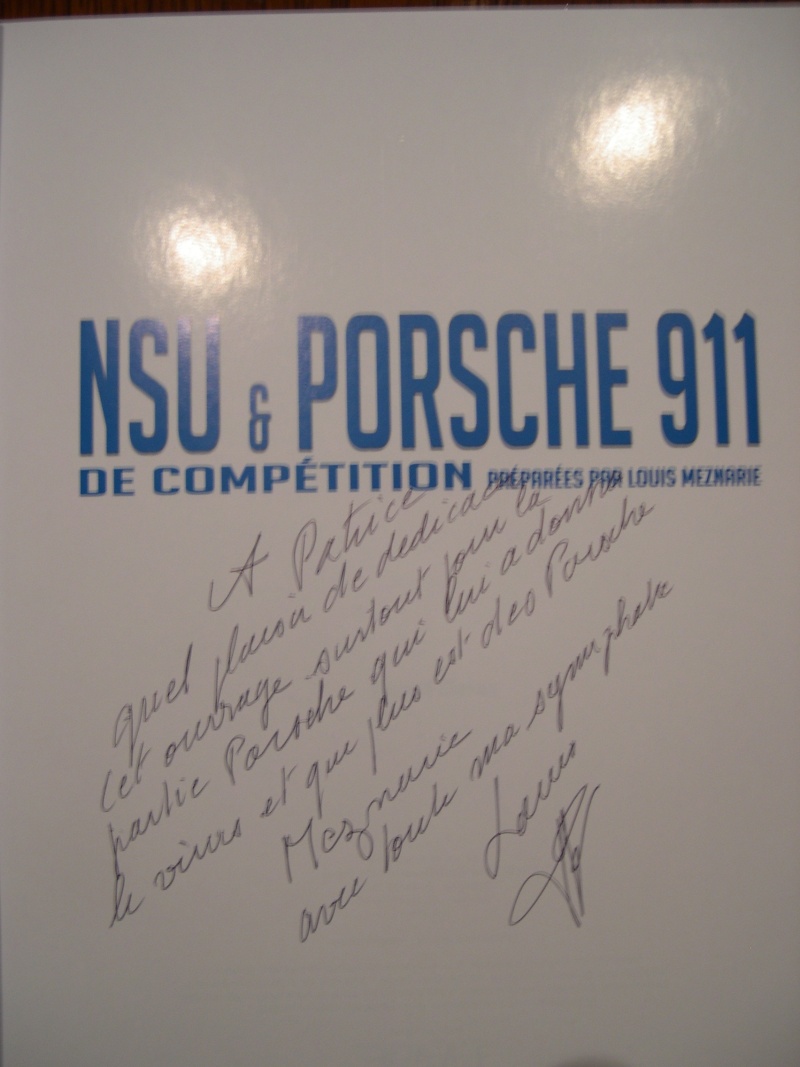 NSU & PORSCHE 911
DE COMPÉTITION PRÉPARÉES PAR LOUIS MEZNARIE
A Patrice
quel plaisir de dedicacer
cet ouvrage surtout pour la
partie Porsche qui lui a donné
le virus et qui plus est des Porsche
Meznarie
avec toute ma symphatie
Louis